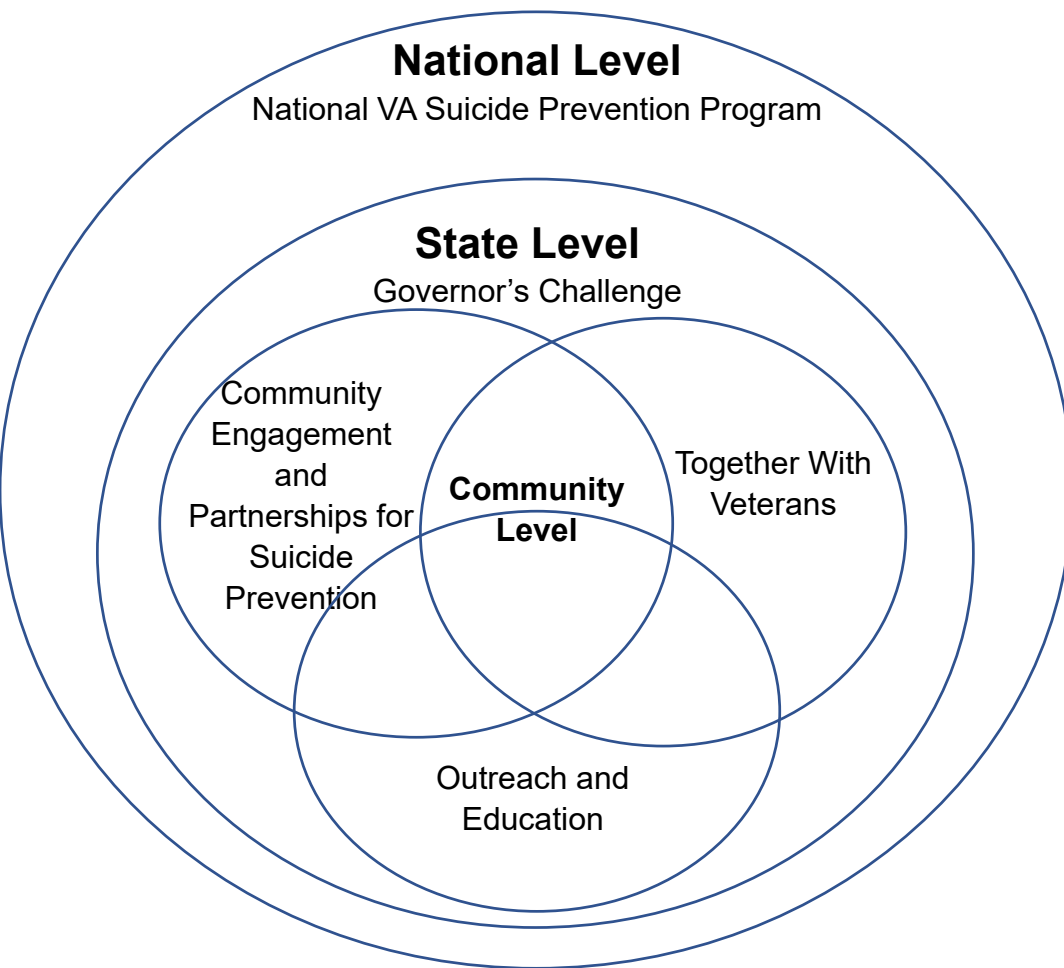 National Level
National VA Suicide Prevention Program
State Level
Governor’s Challenge
Community
Engagement
and
Partnerships for
Suicide
Prevention
Community
Level
Together With
Veterans
Outreach and
Education